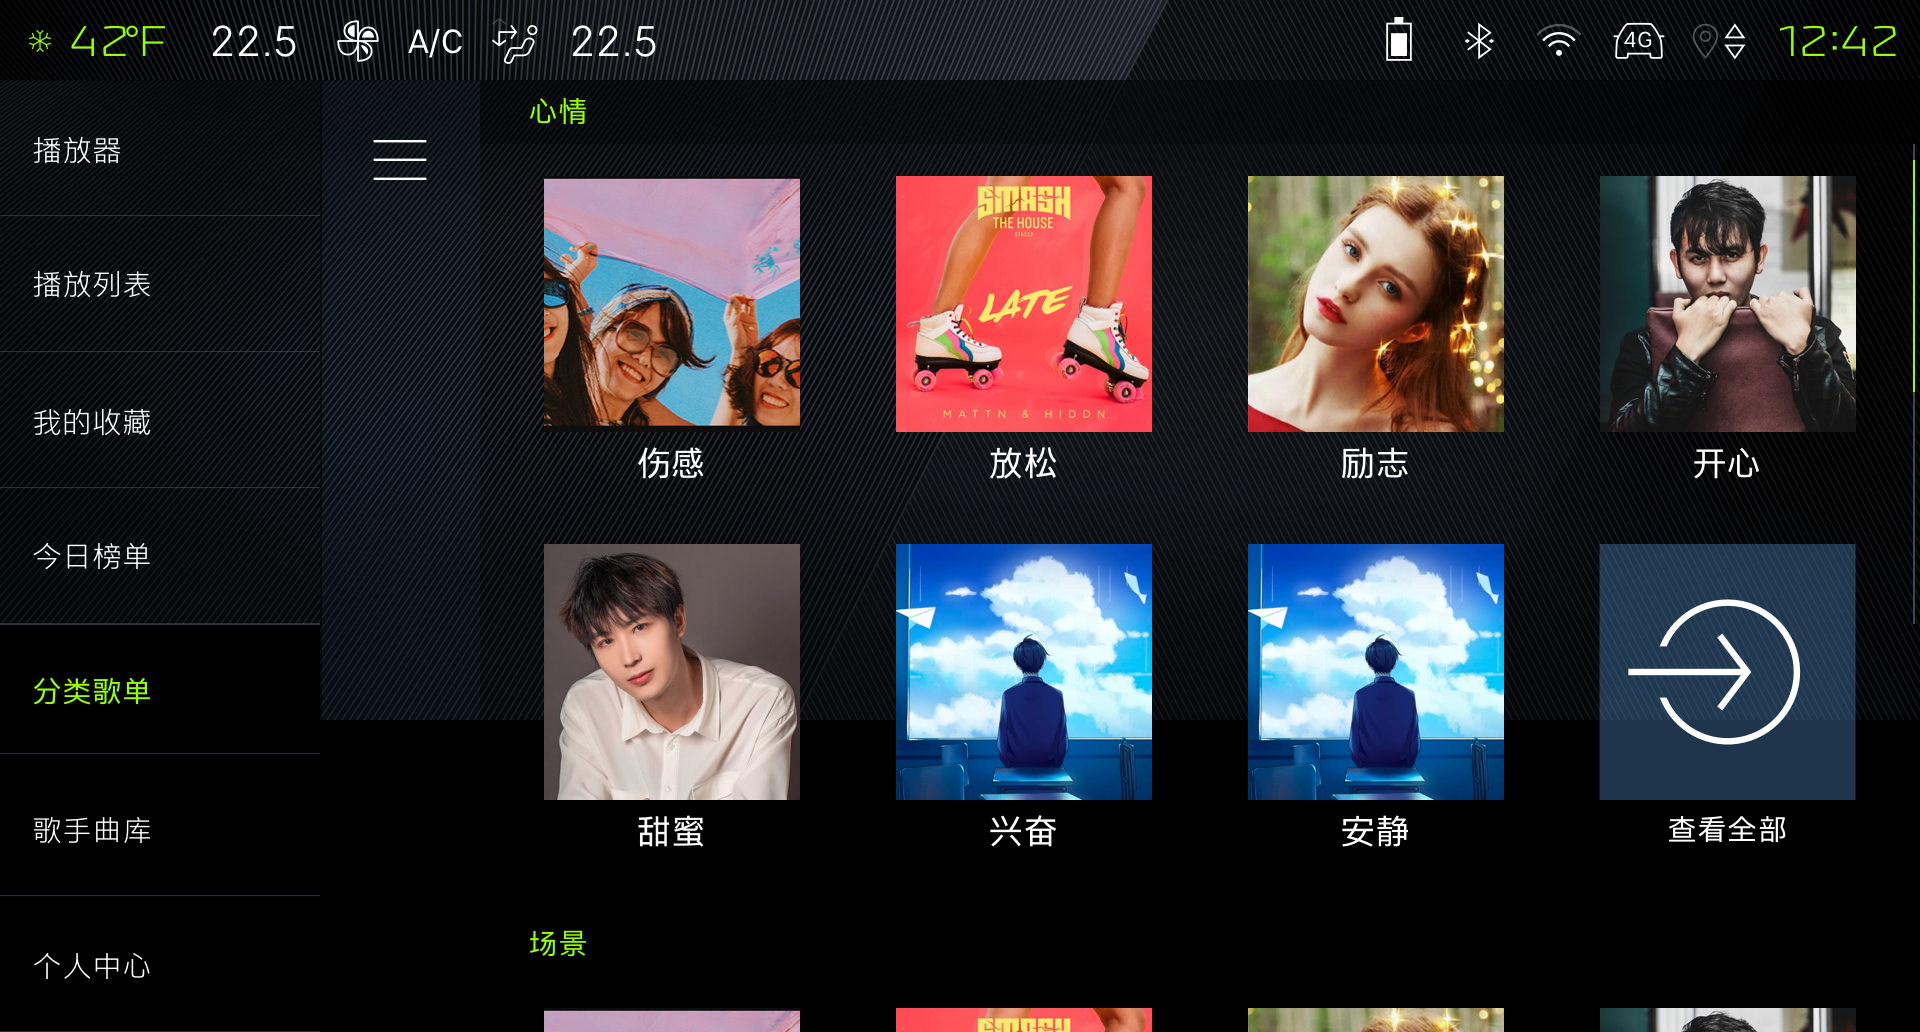 42°F 22.5 A/C 22.5 4G 12:42
播放器
播放列表
我的收藏
今日榜单
分类歌单
歌手曲库
个人中心
心情
SMASH
THE HOUSE
LATE
MATTN & HIDDN
伤感 放松 励志 开心
甜蜜 兴奋 安静 查看全部
场景
SMASH